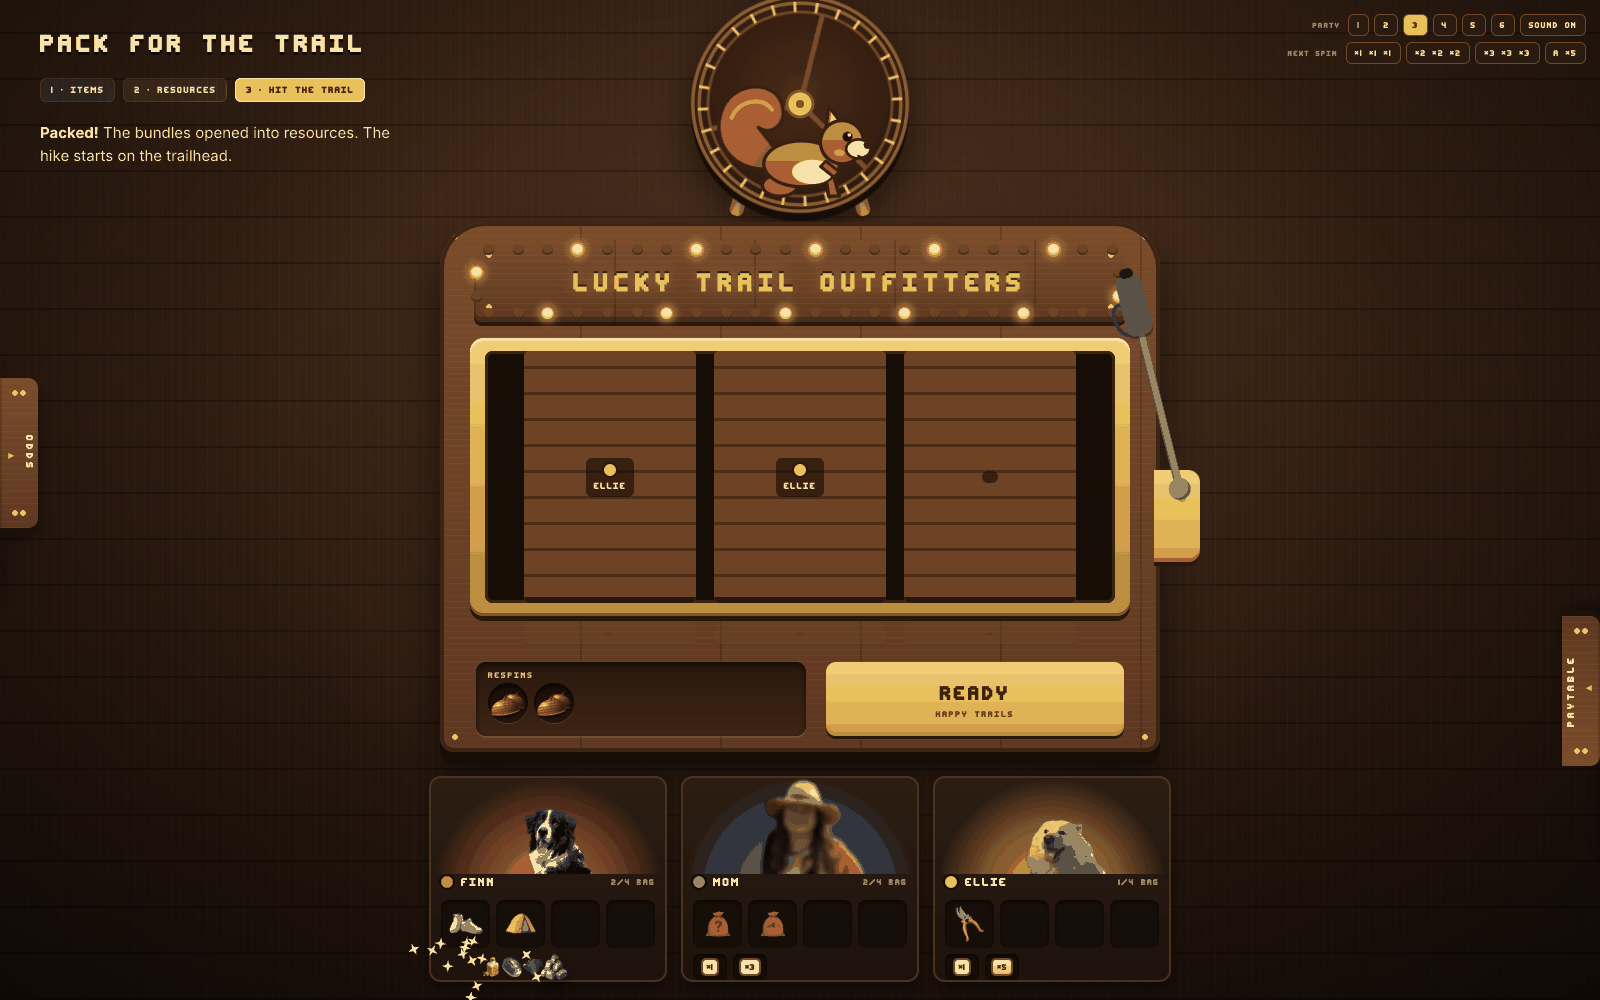 PACK FOR THE TRAIL
1 · ITEMS
2 · RESOURCES
3 · HIT THE TRAIL
Packed! The bundles opened into resources. The
hike starts on the trailhead.
PARTY
1
2
3
4
5
6
SOUND ON
NEXT SPIN
×1 ×1 ×1
×2 ×2 ×2
×3 ×3 ×3
A ×5
LUCKY TRAIL OUTFITTERS
ODDS
ELLIE
ELLIE
PAYTABLE
RESPINS
READY
HAPPY TRAILS
FINN
2/4 BAG
MOM
2/4 BAG
ELLIE
1/4 BAG
?
×1
×3
×1
×5